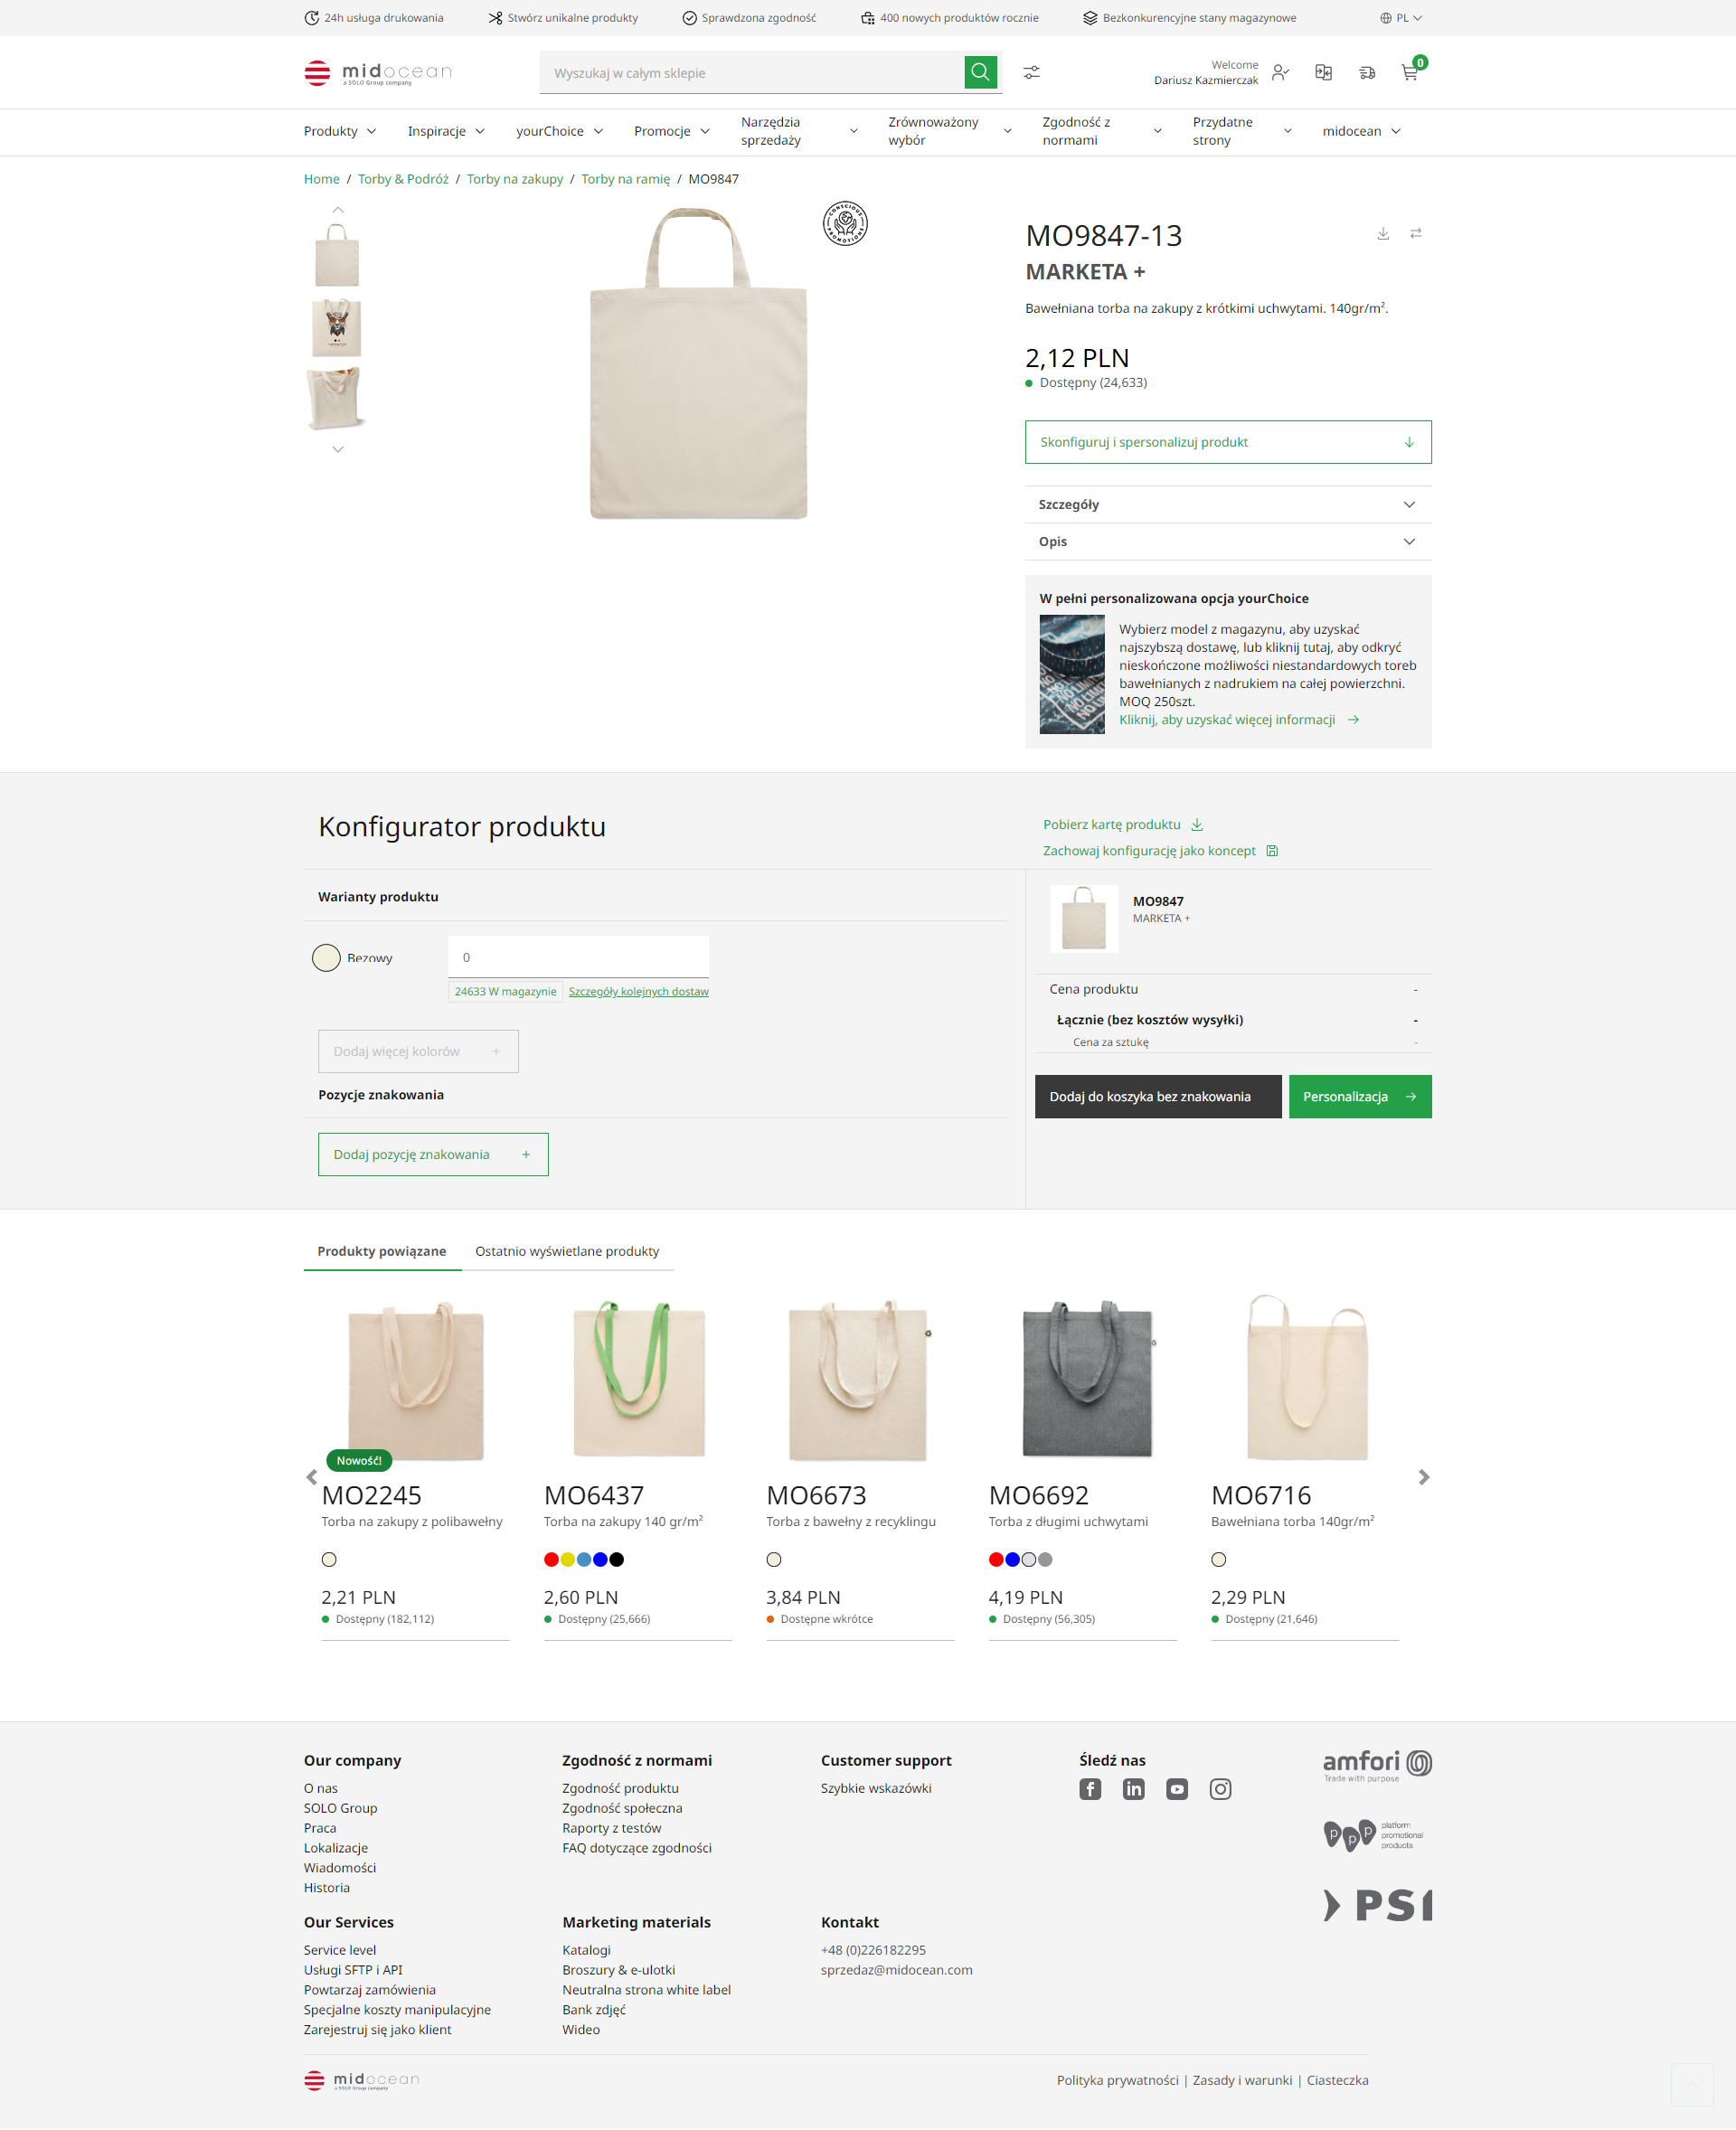 24h usługa drukowania
Stwórz unikalne produkty
Sprawdzona zgodność
400 nowych produktów rocznie
Bezkonkurencyjne stany magazynowe
PL
midocean
a SOLO Group company
Wyszukaj w całym sklepie
Welcome
Dariusz Kazmierczak
0
Produkty
Inspiracje
yourChoice
Promocje
Narzędzia
sprzedaży
Zrównoważony
wybór
Zgodność z
normami
Przydatne
strony
midocean
Home / Torby & Podróż / Torby na zakupy / Torby na ramię / MO9847
CONSCIOUS
PROMOTIONS
MO9847-13
MARKETA +
Bawełniana torba na zakupy z krótkimi uchwytami. 140gr/m².
2,12 PLN
Dostępny (24,633)
Skonfiguruj i spersonalizuj produkt
Szczegóły
Opis
W pełni personalizowana opcja yourChoice
Wybierz model z magazynu, aby uzyskać
najszybszą dostawę, lub kliknij tutaj, aby odkryć
nieskończone możliwości niestandardowych toreb
bawełnianych z nadrukiem na całej powierzchni.
MOQ 250szt.
Kliknij, aby uzyskać więcej informacji
Konfigurator produktu
Pobierz kartę produktu
Zachowaj konfigurację jako koncept
Warianty produktu
Bezowy
0
24633 W magazynie
Szczegóły kolejnych dostaw
Dodaj więcej kolorów +
Pozycje znakowania
Dodaj pozycję znakowania +
MO9847
MARKETA +
Cena produktu -
Łącznie (bez kosztów wysyłki) -
Cena za sztukę -
Dodaj do koszyka bez znakowania
Personalizacja
Produkty powiązane
Ostatnio wyświetlane produkty
Nowość!
MO2245
Torba na zakupy z polibawełny
2,21 PLN
Dostępny (182,112)
MO6437
Torba na zakupy 140 gr/m²
2,60 PLN
Dostępny (25,666)
MO6673
Torba z bawełny z recyklingu
3,84 PLN
Dostępne wkrótce
MO6692
Torba z długimi uchwytami
4,19 PLN
Dostępny (56,305)
MO6716
Bawełniana torba 140gr/m²
2,29 PLN
Dostępny (21,646)
Our company
O nas
SOLO Group
Praca
Lokalizacje
Wiadomości
Historia
Zgodność z normami
Zgodność produktu
Zgodność społeczna
Raporty z testów
FAQ dotyczące zgodności
Customer support
Szybkie wskazówki
Śledź nas
amfori
Trade with purpose
ppp
platform
promotional
products
PSI
Our Services
Service level
Usługi SFTP i API
Powtarzaj zamówienia
Specjalne koszty manipulacyjne
Zarejestruj się jako klient
Marketing materials
Katalogi
Broszury & e-ulotki
Neutralna strona white label
Bank zdjęć
Wideo
Kontakt
+48 (0)226182295
sprzedaz@midocean.com
midocean
a SOLO Group company
Polityka prywatności | Zasady i warunki | Ciasteczka